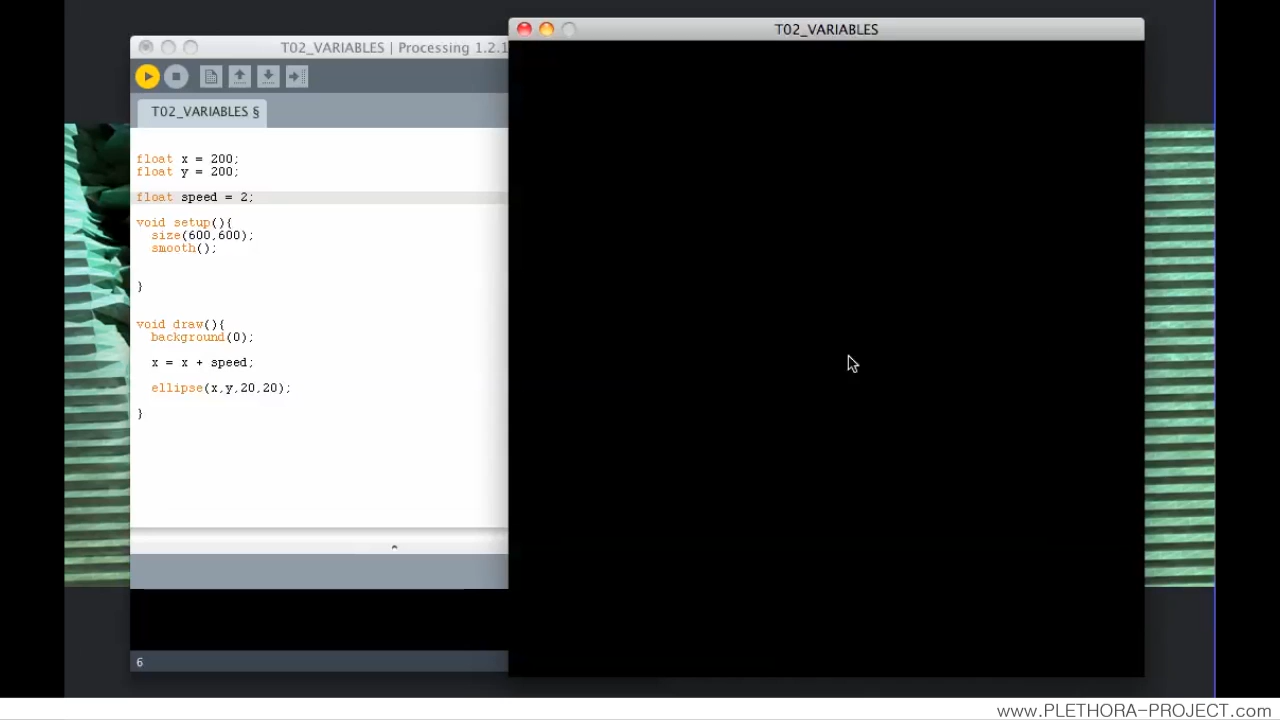 T02_VARIABLES
T02_VARIABLES | Processing 1.2.1
T02_VARIABLES §
float x = 200;
float y = 200;
float speed = 2;
void setup(){
size(600,600);
smooth();
}
void draw(){
background(0);
x = x + speed;
ellipse(x,y,20,20);
}
6
www.PLETHORA-PROJECT.com